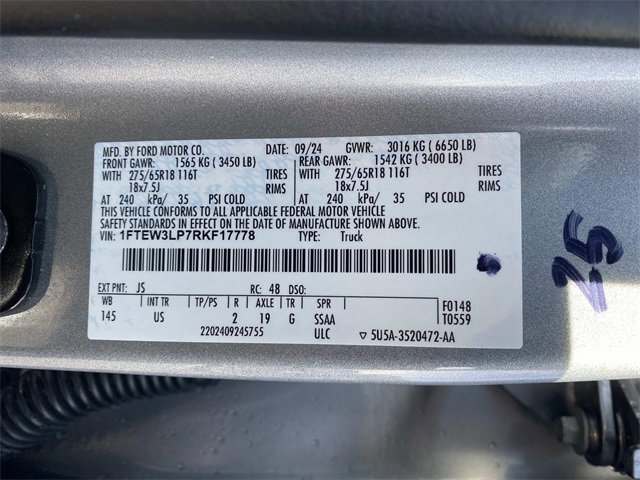 MFD. BY FORD MOTOR CO. DATE: 09/24 GVWR: 3016 KG ( 6650 LB)
FRONT GAWR: 1565 KG ( 3450 LB) REAR GAWR: 1542 KG ( 3400 LB)
WITH 275/65R18 116T TIRES WITH 275/65R18 116T TIRES
18x7.5J RIMS 18x7.5J RIMS
AT 240 kPa/ 35 PSI COLD AT 240 kPa/ 35 PSI COLD
THIS VEHICLE CONFORMS TO ALL APPLICABLE FEDERAL MOTOR VEHICLE
SAFETY STANDARDS IN EFFECT ON THE DATE OF MANUFACTURE SHOWN ABOVE.
VIN: 1FTEW3LP7RKF17778 TYPE: Truck
EXT PNT: JS RC: 48 DSO:
WB INT TR TP/PS R AXLE TR SPR F0148
145 US 2 19 G SSAA T0559
2202409245755 ULC ▽ 5U5A-3520472-AA
25